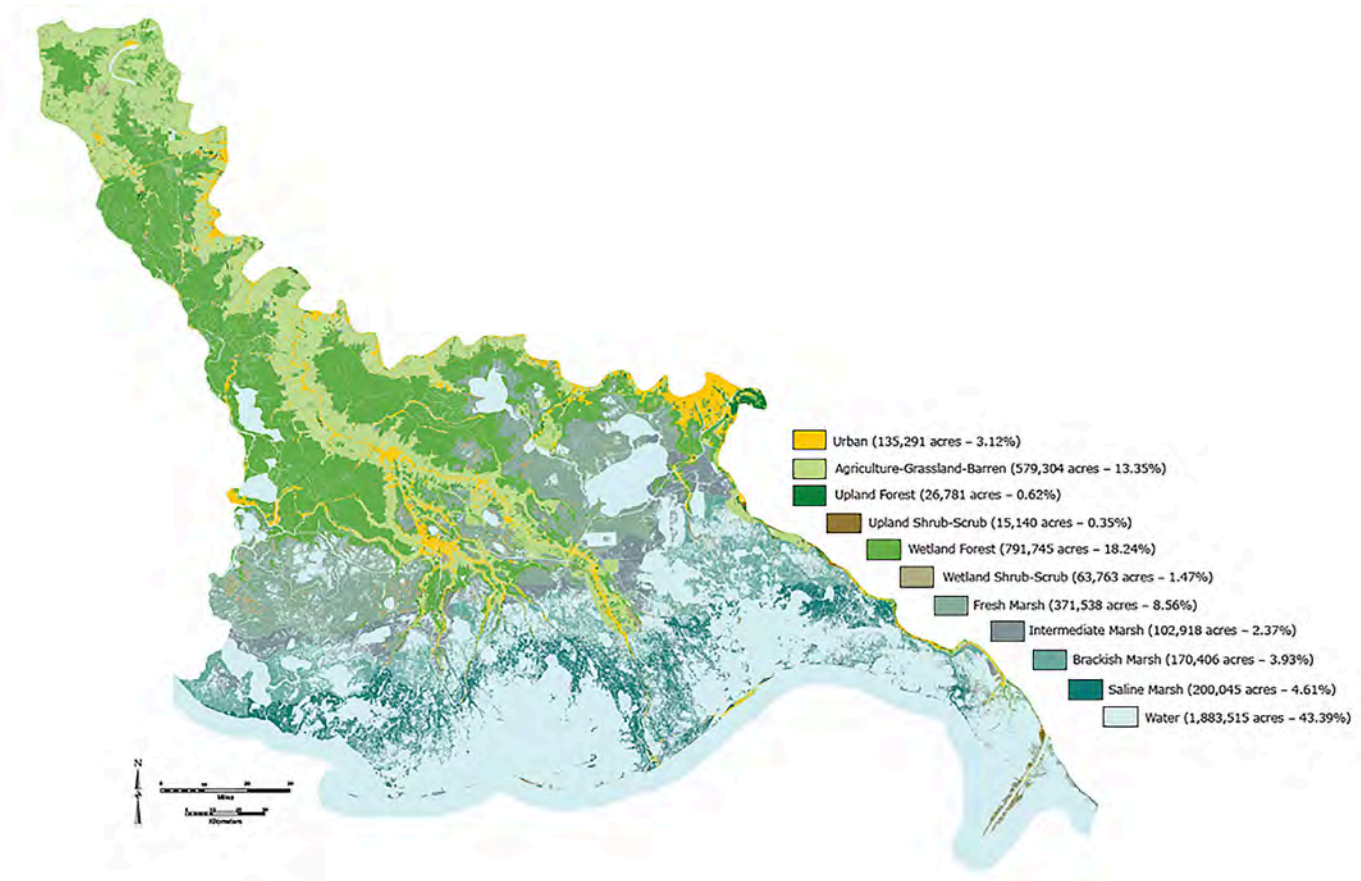 Urban (135,291 acres – 3.12%)
Agriculture-Grassland-Barren (579,304 acres – 13.35%)
Upland Forest (26,781 acres – 0.62%)
Upland Shrub-Scrub (15,140 acres – 0.35%)
Wetland Forest (791,745 acres – 18.24%)
Wetland Shrub-Scrub (63,763 acres – 1.47%)
Fresh Marsh (371,538 acres – 8.56%)
Intermediate Marsh (102,918 acres – 2.37%)
Brackish Marsh (170,406 acres – 3.93%)
Saline Marsh (200,045 acres – 4.61%)
Water (1,883,515 acres – 43.39%)
N
Miles
Kilometers